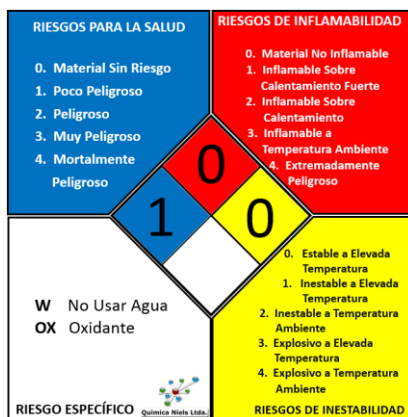 RIESGOS PARA LA SALUD
0. Material Sin Riesgo
1. Poco Peligroso
2. Peligroso
3. Muy Peligroso
4. Mortalmente
Peligroso
RIESGOS DE INFLAMABILIDAD
0. Material No Inflamable
1. Inflamable Sobre
Calentamiento Fuerte
2. Inflamable Sobre
Calentamiento
3. Inflamable a
Temperatura Ambiente
4. Extremadamente
Peligroso
0
1
0
W No Usar Agua
OX Oxidante
Química Niels Ltda.
RIESGO ESPECÍFICO
0. Estable a Elevada
Temperatura
1. Inestable a Elevada
Temperatura
2. Inestable a Temperatura
Ambiente
3. Explosivo a Elevada
Temperatura
4. Explosivo a Temperatura
Ambiente
RIESGOS DE INESTABILIDAD